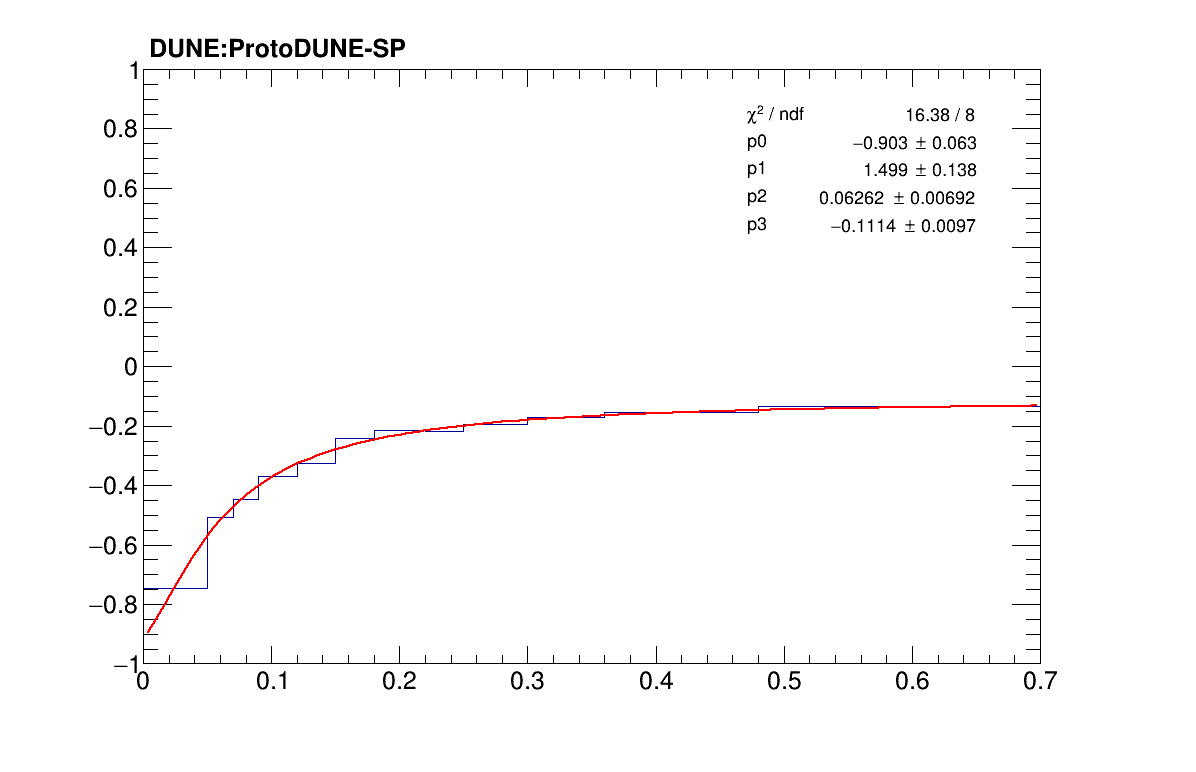 DUNE:ProtoDUNE-SP
χ² / ndf 16.38 / 8
p0 −0.903 ± 0.063
p1 1.499 ± 0.138
p2 0.06262 ± 0.00692
p3 −0.1114 ± 0.0097
1
0.8
0.6
0.4
0.2
0
−0.2
−0.4
−0.6
−0.8
−1
0 0.1 0.2 0.3 0.4 0.5 0.6 0.7